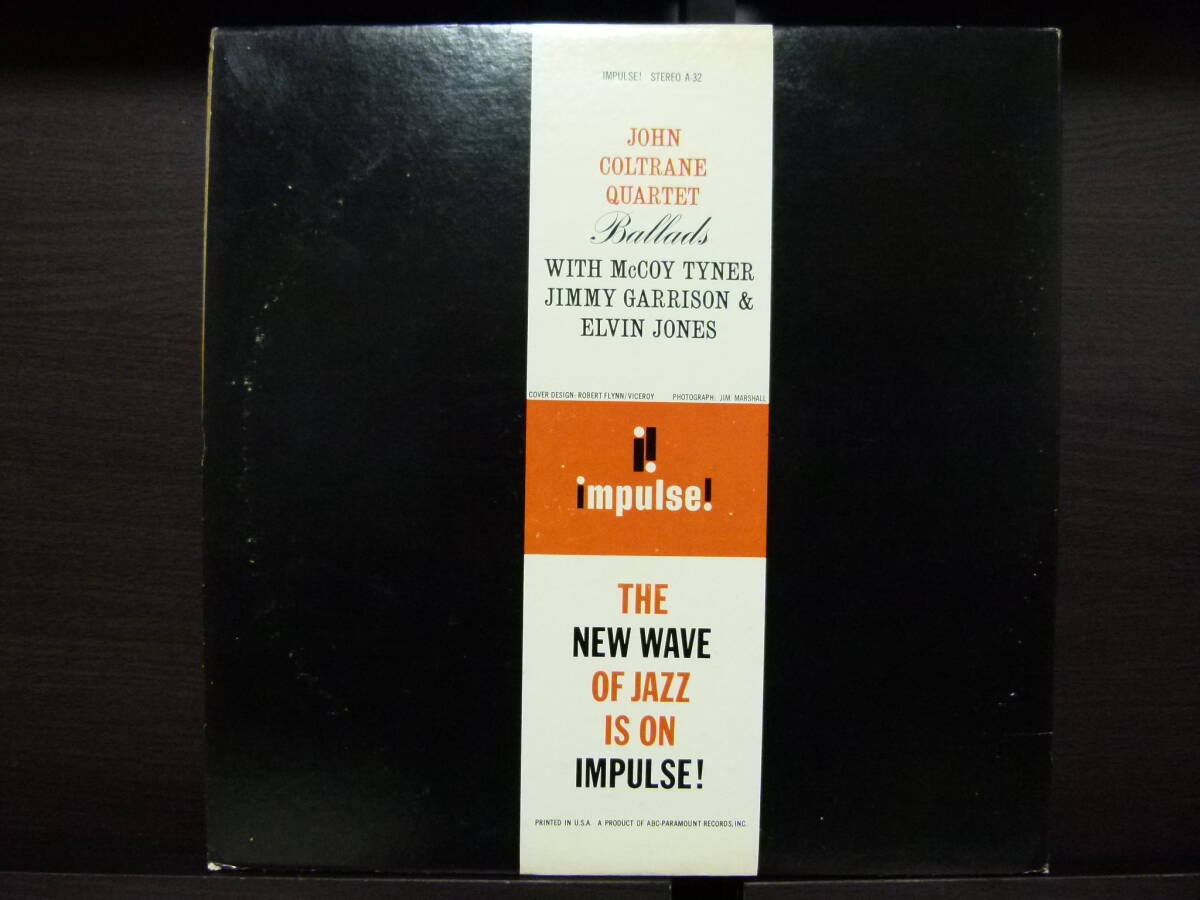 IMPULSE! STEREO A-32
JOHN
COLTRANE
QUARTET
Ballads
WITH McCOY TYNER
JIMMY GARRISON &
ELVIN JONES
COVER DESIGN: ROBERT FLYNN/VICEROY PHOTOGRAPH: JIM MARSHALL
impulse!
THE
NEW WAVE
OF JAZZ
IS ON
IMPULSE!
PRINTED IN U.S.A. A PRODUCT OF ABC-PARAMOUNT RECORDS, INC.